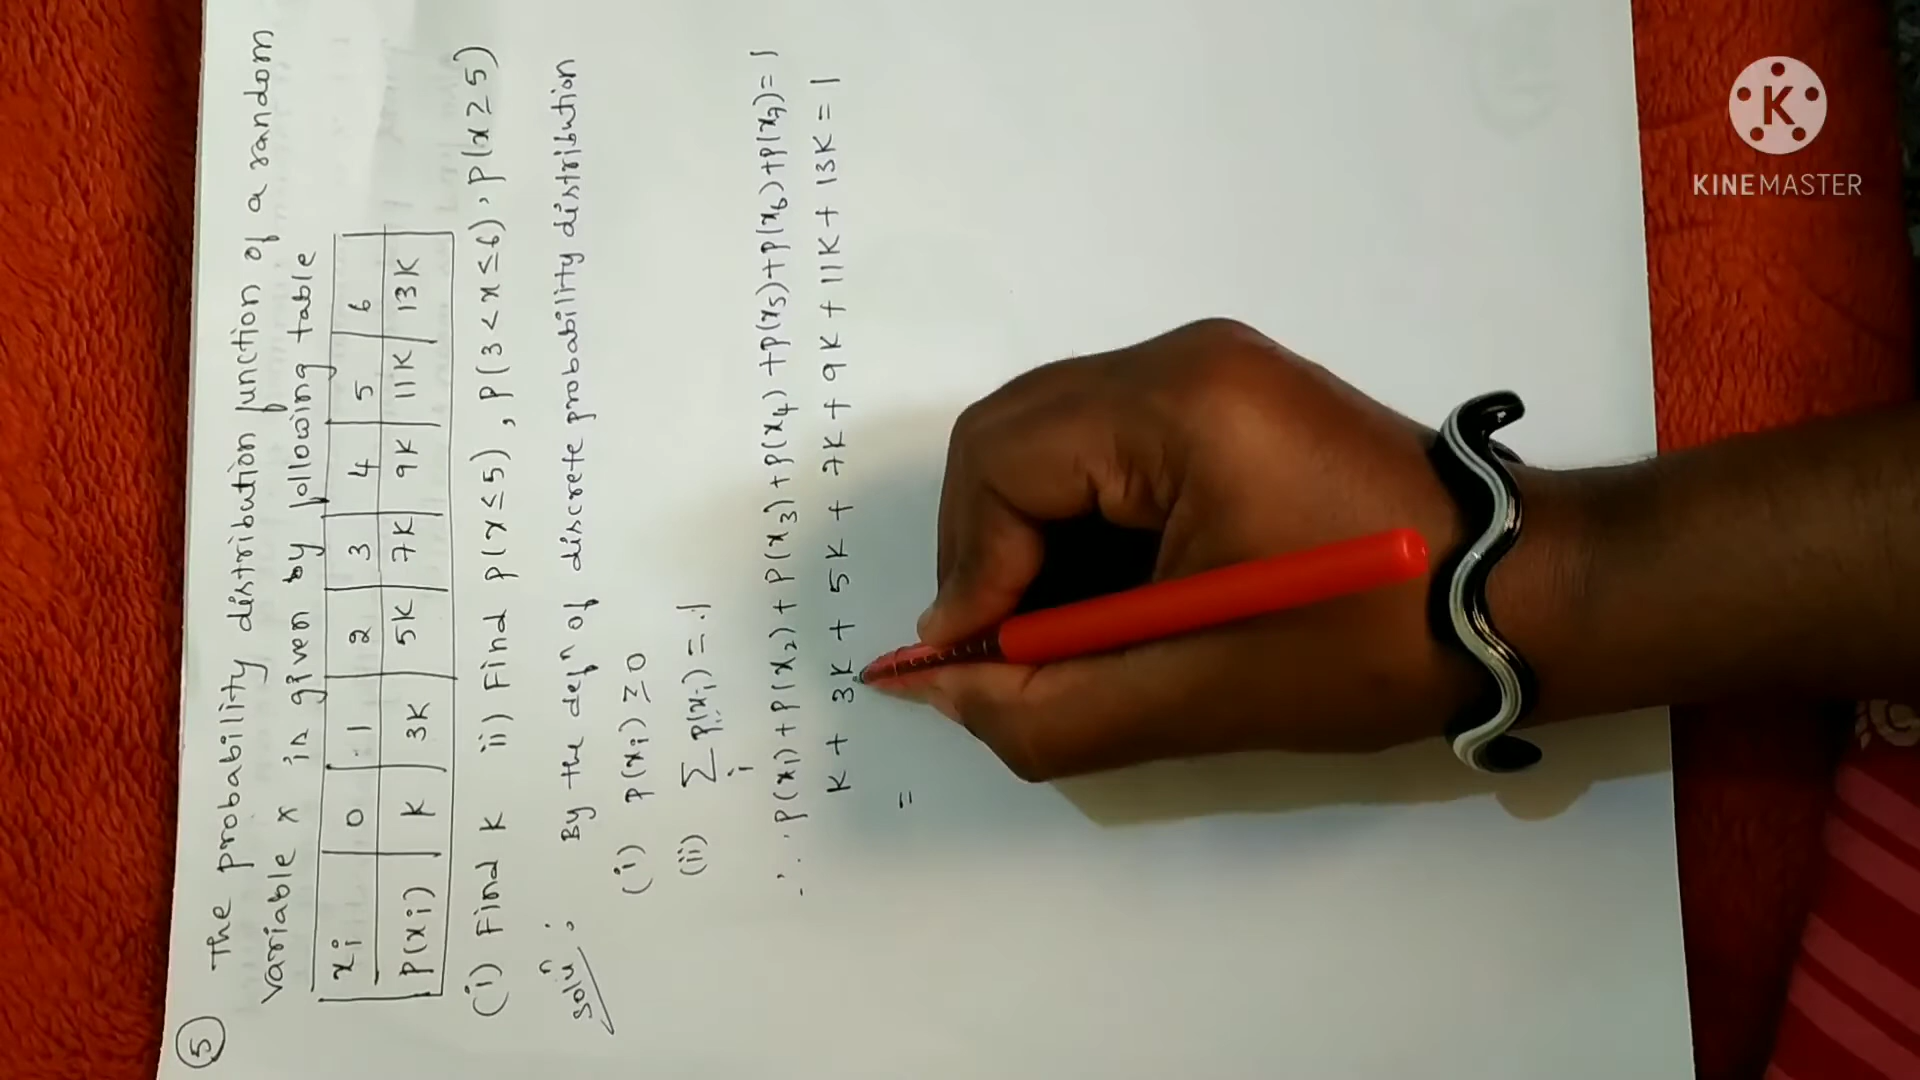 5 The probability distribution function of a random
variable x is given by following table
xi 0 1 2 3 4 5 6
P(xi) K 3K 5K 7K 9K 11K 13K
(i) Find K ii) Find P(x≤5), P(3<x≤6), P(x≥5)
Solun: By the defn of discrete probability distribution
(i) P(xi)≥0
(ii) ∑i P(xi)=1
∴ P(x1)+P(x2)+P(x3)+P(x4)+P(x5)+P(x6)+P(x7)=1
K+3K+5K+7K+9K+11K+13K=1
=
K
KINEMASTER